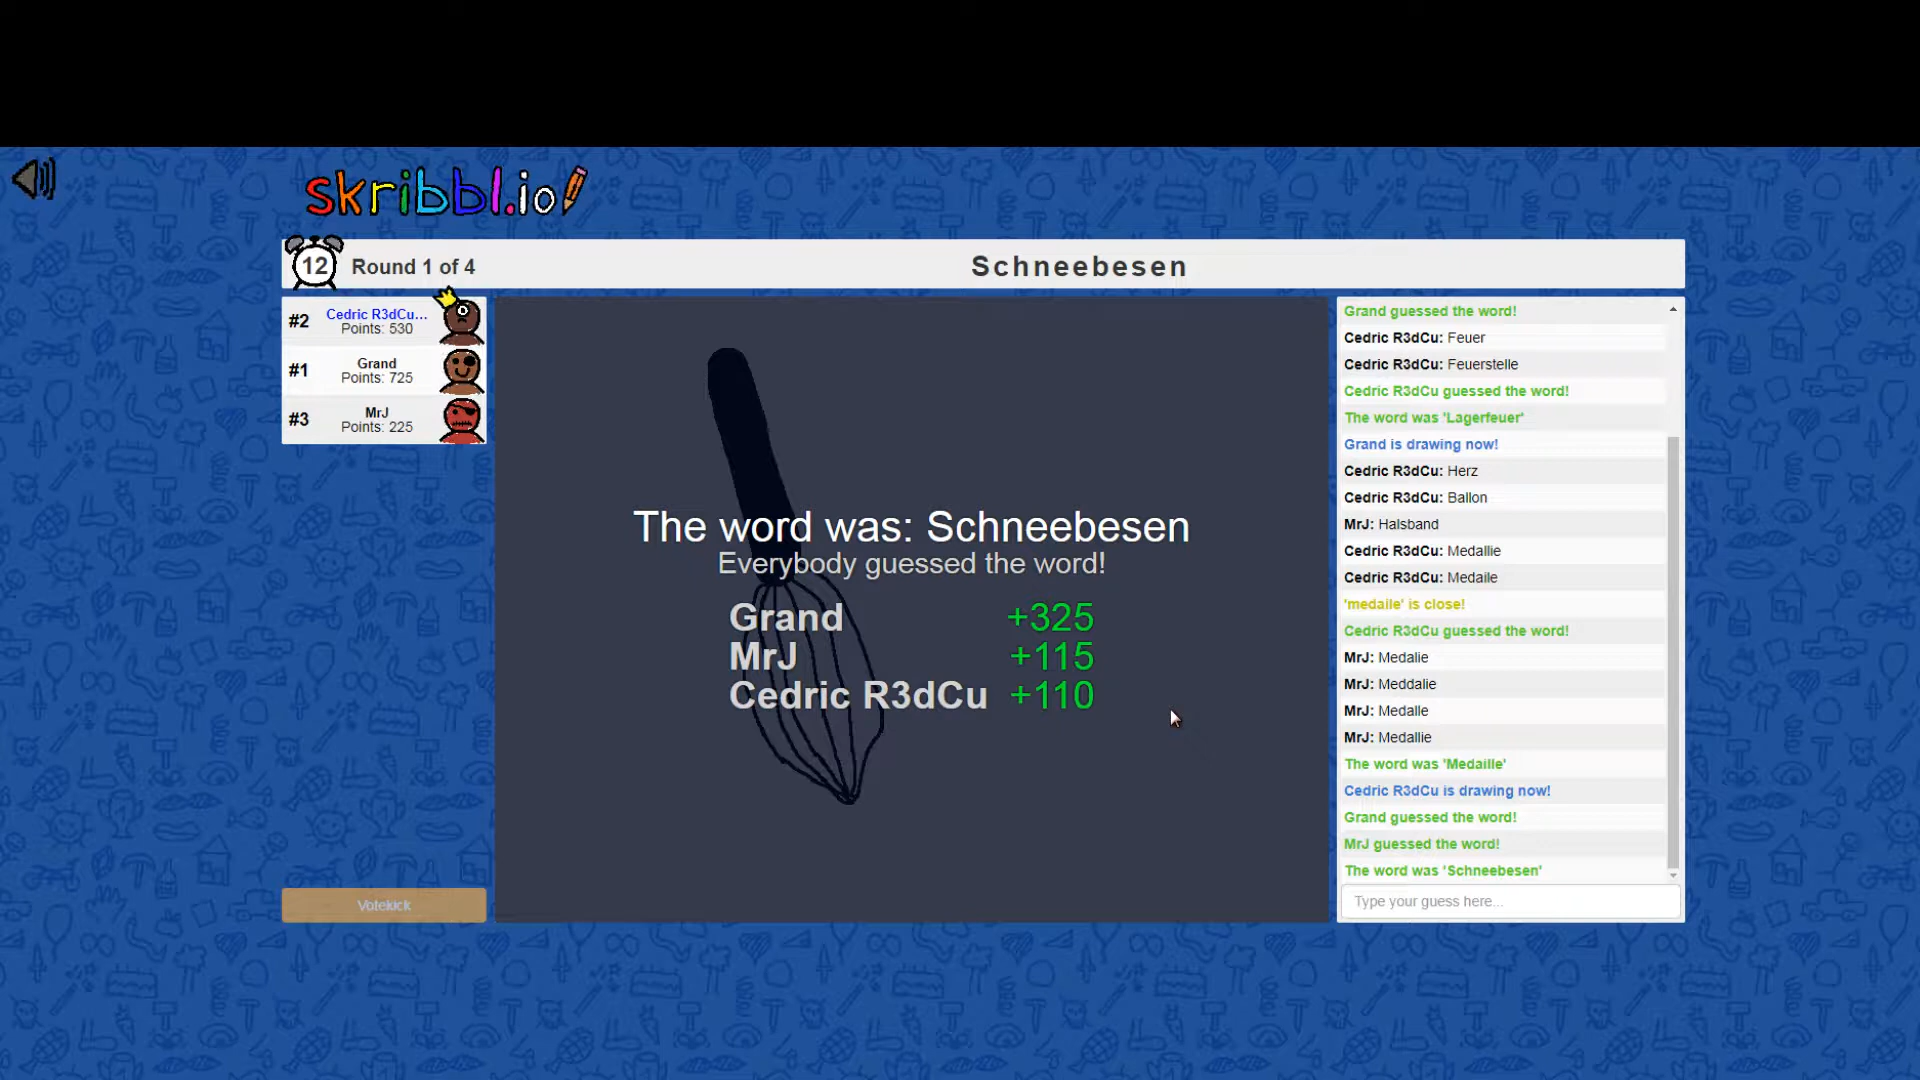 skribbl.io
12
Round 1 of 4
Schneebesen
#2
Cedric R3dCu...
Points: 530
#1
Grand
Points: 725
#3
MrJ
Points: 225
Votekick
The word was: Schneebesen
Everybody guessed the word!
Grand +325
MrJ +115
Cedric R3dCu +110
Grand guessed the word!
Cedric R3dCu: Feuer
Cedric R3dCu: Feuerstelle
Cedric R3dCu guessed the word!
The word was 'Lagerfeuer'
Grand is drawing now!
Cedric R3dCu: Herz
Cedric R3dCu: Ballon
MrJ: Halsband
Cedric R3dCu: Medallie
Cedric R3dCu: Medaile
'medaile' is close!
Cedric R3dCu guessed the word!
MrJ: Medalie
MrJ: Meddalie
MrJ: Medalle
MrJ: Medallie
The word was 'Medaille'
Cedric R3dCu is drawing now!
Grand guessed the word!
MrJ guessed the word!
The word was 'Schneebesen'
Type your guess here...